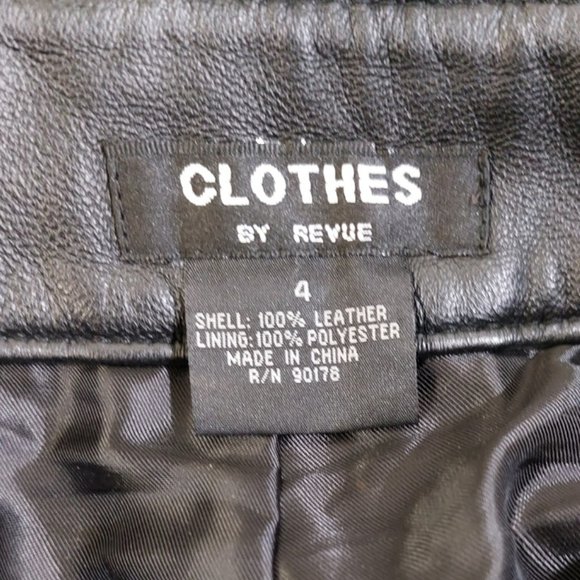 CLOTHES
BY REVUE
4
SHELL: 100% LEATHER
LINING: 100% POLYESTER
MADE IN CHINA
R/N 90178